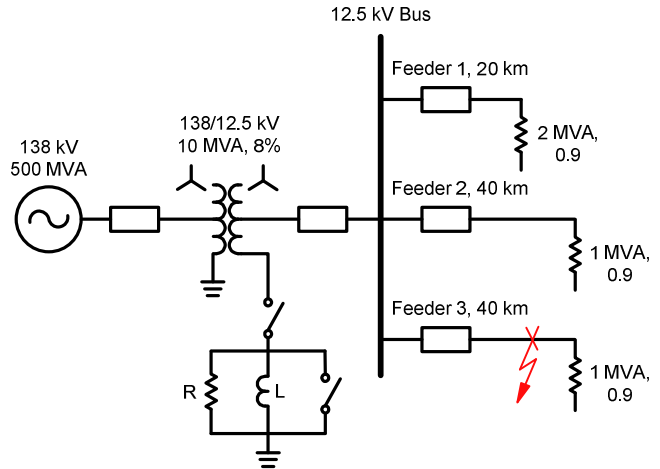 12.5 kV Bus
Feeder 1, 20 km
138/12.5 kV
10 MVA, 8%
2 MVA,
0.9
138 kV
500 MVA
Feeder 2, 40 km
1 MVA,
0.9
Feeder 3, 40 km
R
L
1 MVA,
0.9